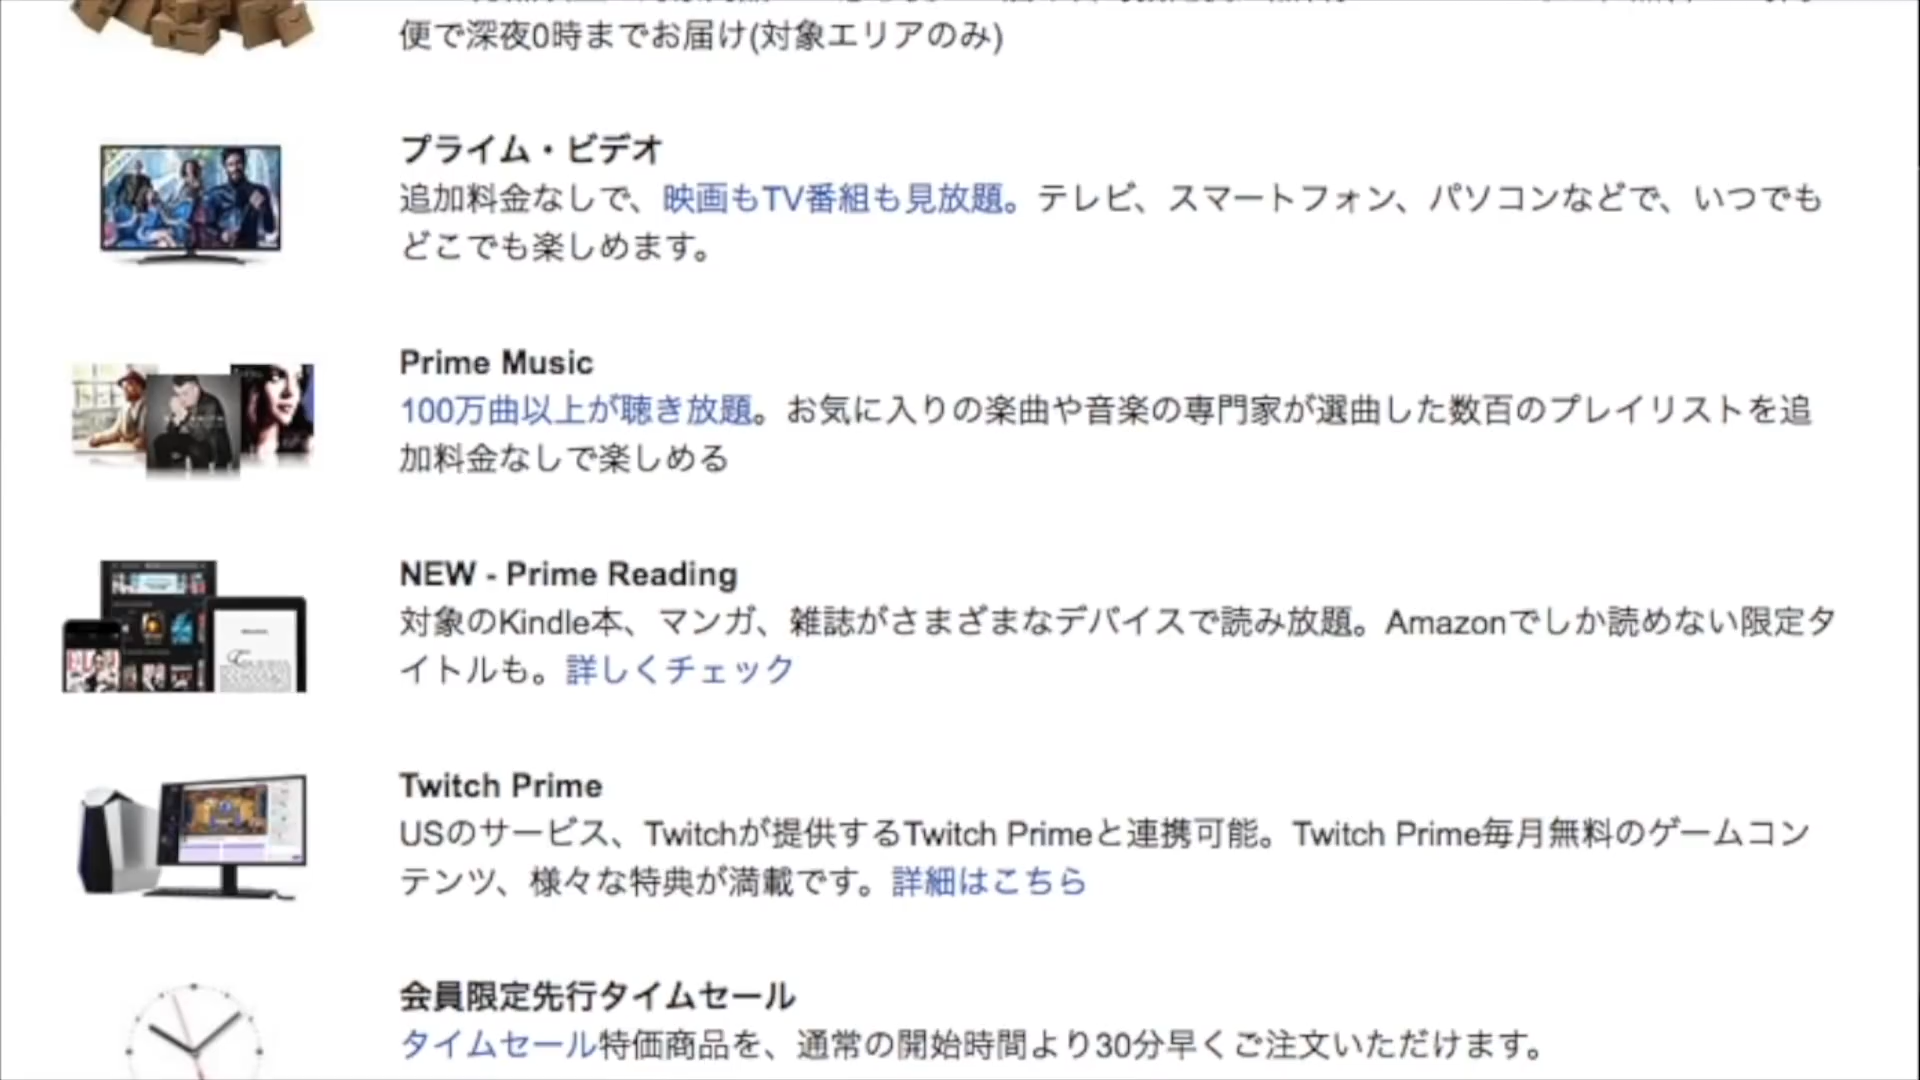 便で深夜0時までお届け(対象エリアのみ)
プライム・ビデオ
追加料金なしで、映画もTV番組も見放題。テレビ、スマートフォン、パソコンなどで、いつでも
どこでも楽しめます。
Prime Music
100万曲以上が聴き放題。お気に入りの楽曲や音楽の専門家が選曲した数百のプレイリストを追
加料金なしで楽しめる
NEW - Prime Reading
対象のKindle本、マンガ、雑誌がさまざまなデバイスで読み放題。Amazonでしか読めない限定タ
イトルも。詳しくチェック
Twitch Prime
USのサービス、Twitchが提供するTwitch Primeと連携可能。Twitch Prime毎月無料のゲームコン
テンツ、様々な特典が満載です。詳細はこちら
会員限定先行タイムセール
タイムセール特価商品を、通常の開始時間より30分早くご注文いただけます。